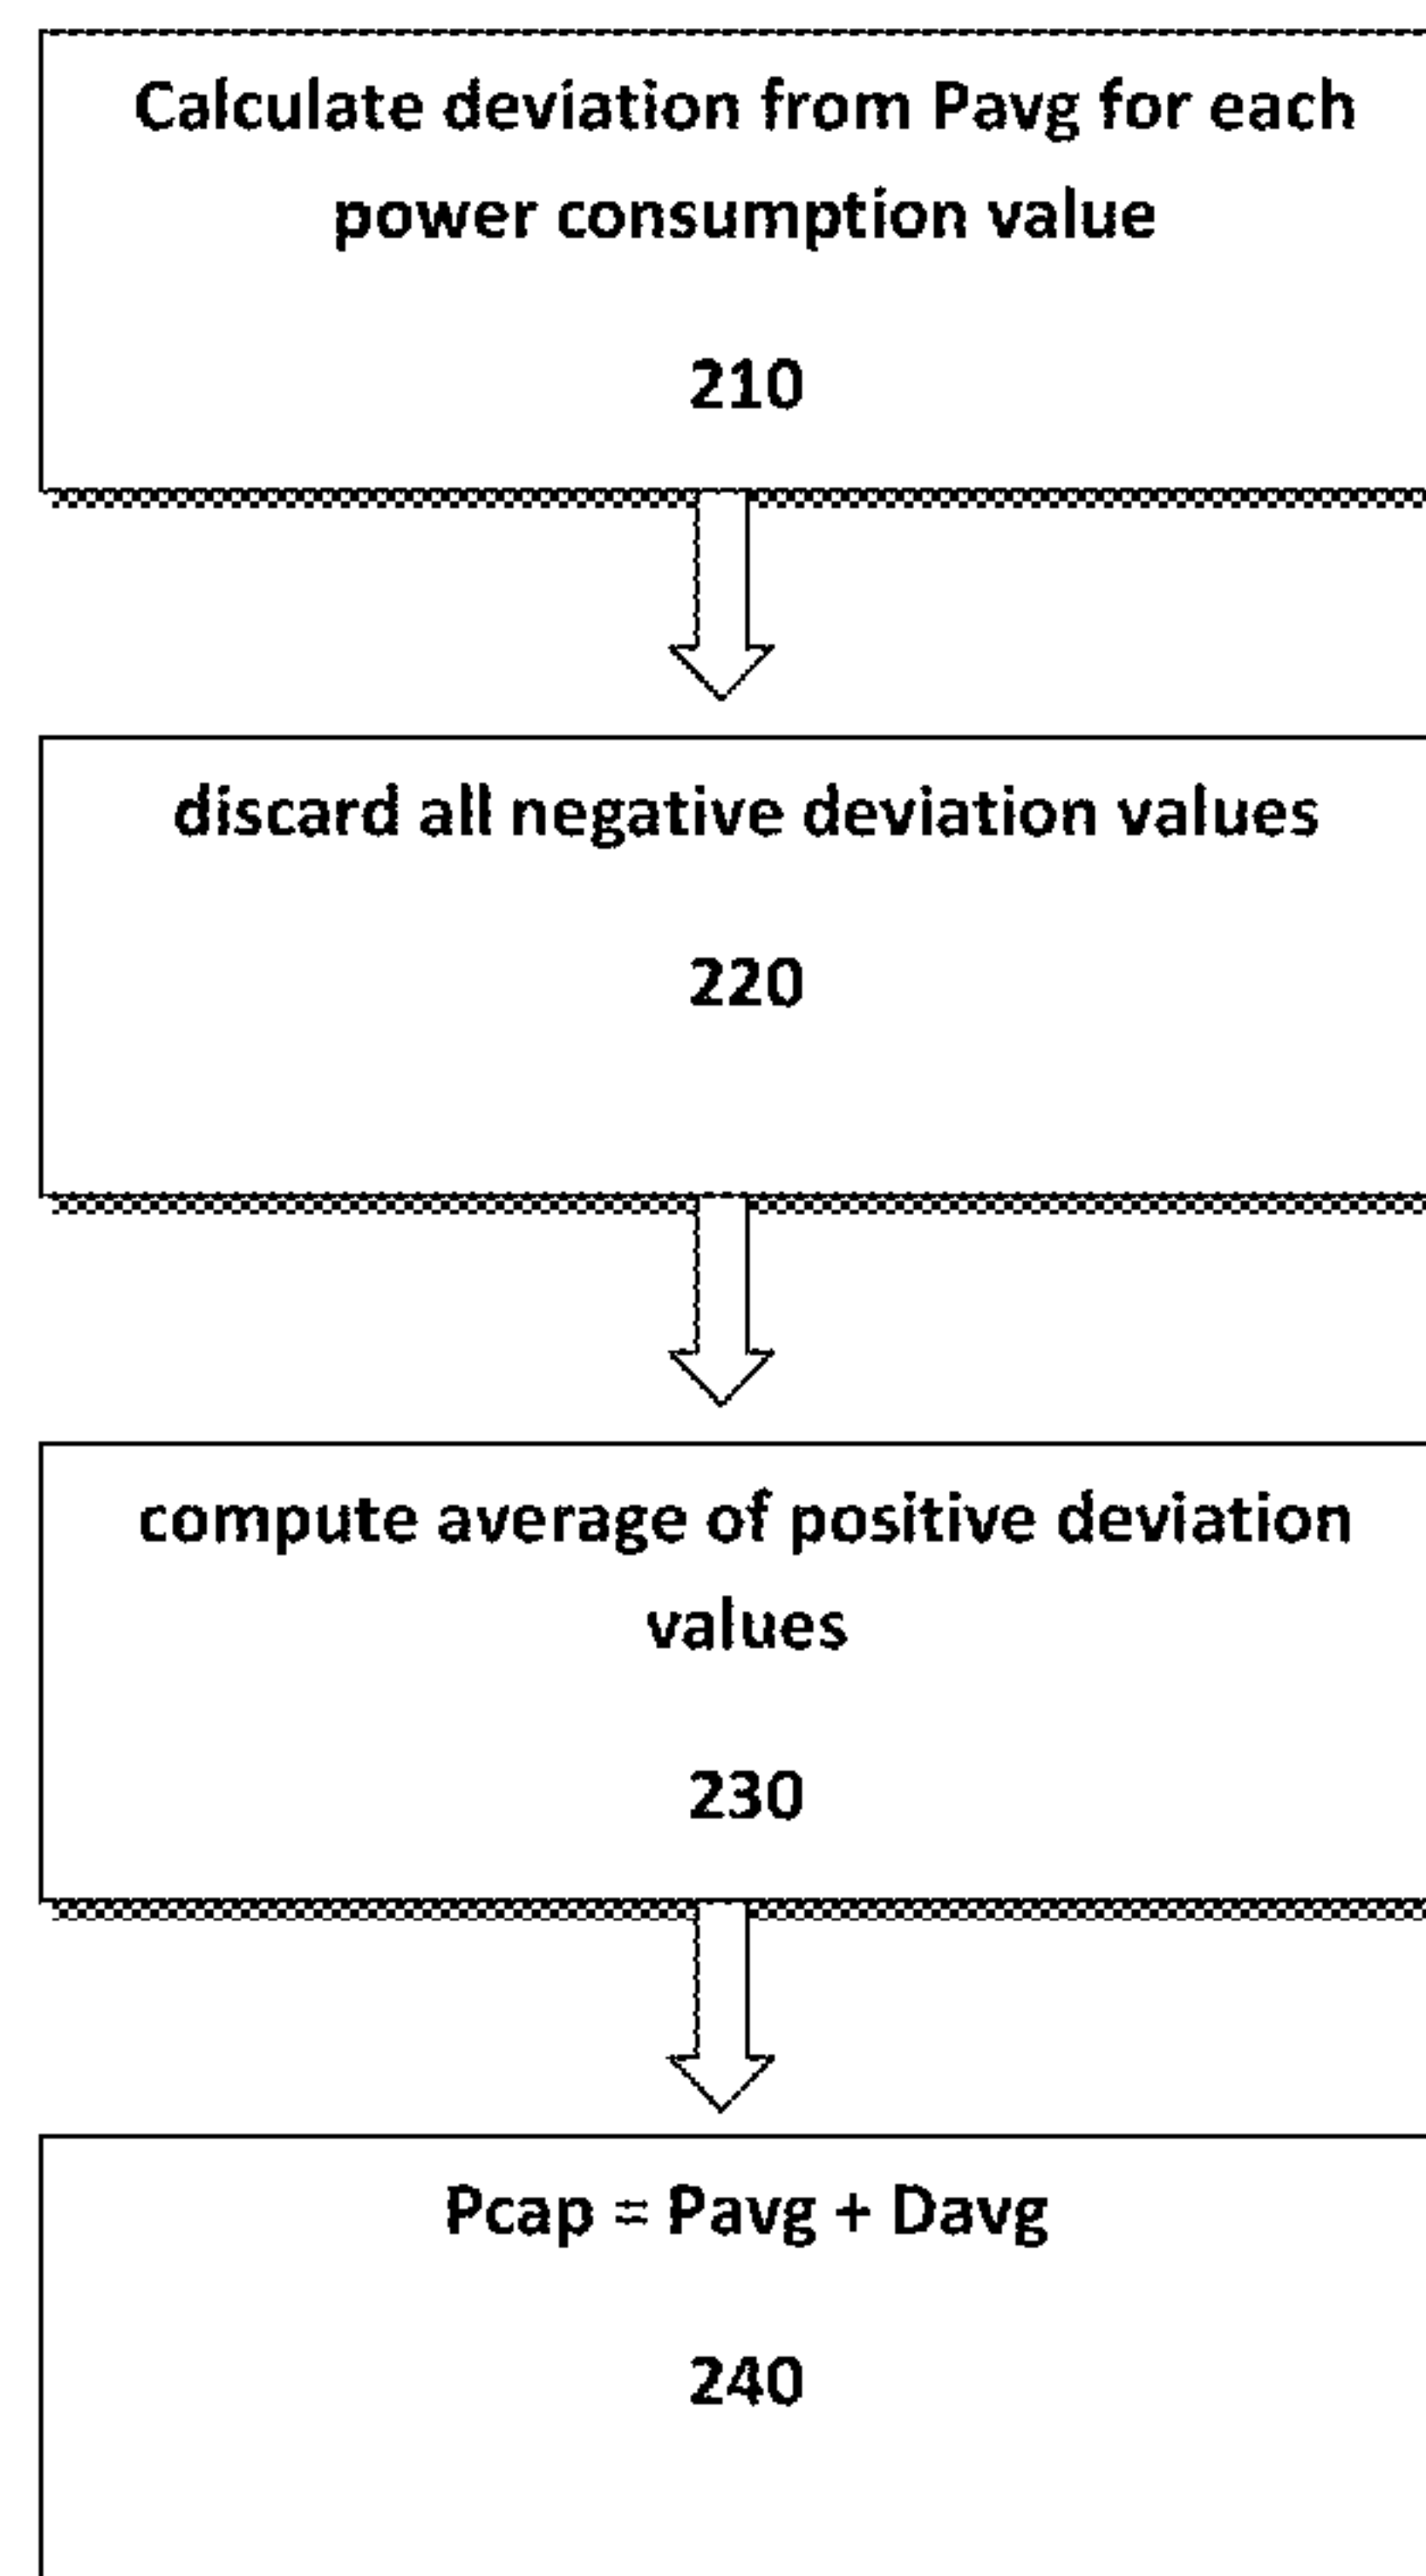 Calculate deviation from Pavg for each
power consumption value
210
discard all negative deviation values
220
compute average of positive deviation
values
230
Pcap = Pavg + Davg
240